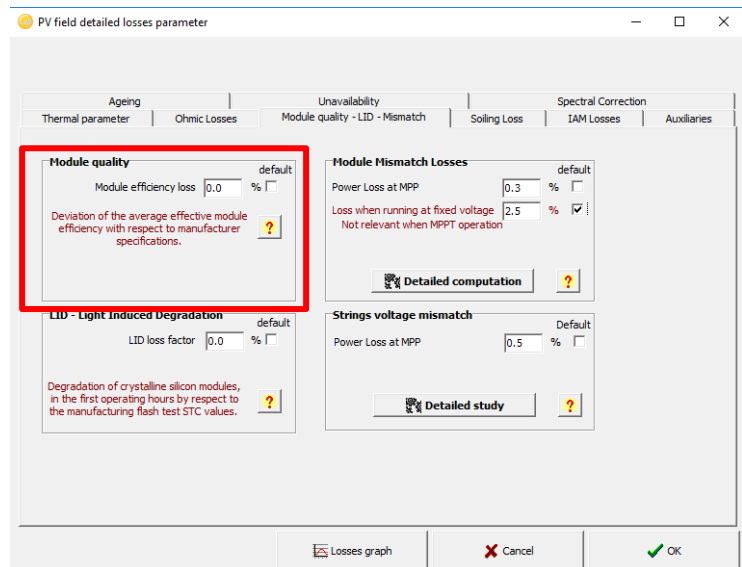 PV field detailed losses parameter
Ageing Unavailability Spectral Correction
Thermal parameter Ohmic Losses Module quality - LID - Mismatch Soiling Loss IAM Losses Auxiliaries
Module quality
default
Module efficiency loss 0.0 %
Deviation of the average effective module
efficiency with respect to manufacturer
specifications.
?
Module Mismatch Losses
default
Power Loss at MPP 0.3 %
Loss when running at fixed voltage 2.5 %
Not relevant when MPPT operation
Detailed computation ?
LID - Light Induced Degradation
default
LID loss factor 0.0 %
Degradation of crystalline silicon modules,
in the first operating hours by respect to
the manufacturing flash test STC values.
?
Strings voltage mismatch
Default
Power Loss at MPP 0.5 %
Detailed study ?
Losses graph Cancel OK